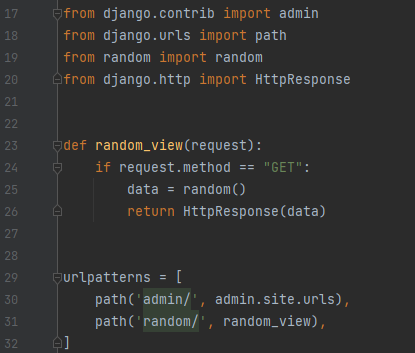 17 from django.contrib import admin
18 from django.urls import path
19 from random import random
20 from django.http import HttpResponse
21
22
23 def random_view(request):
24     if request.method == "GET":
25         data = random()
26         return HttpResponse(data)
27
28
29 urlpatterns = [
30     path('admin/', admin.site.urls),
31     path('random/', random_view),
32 ]